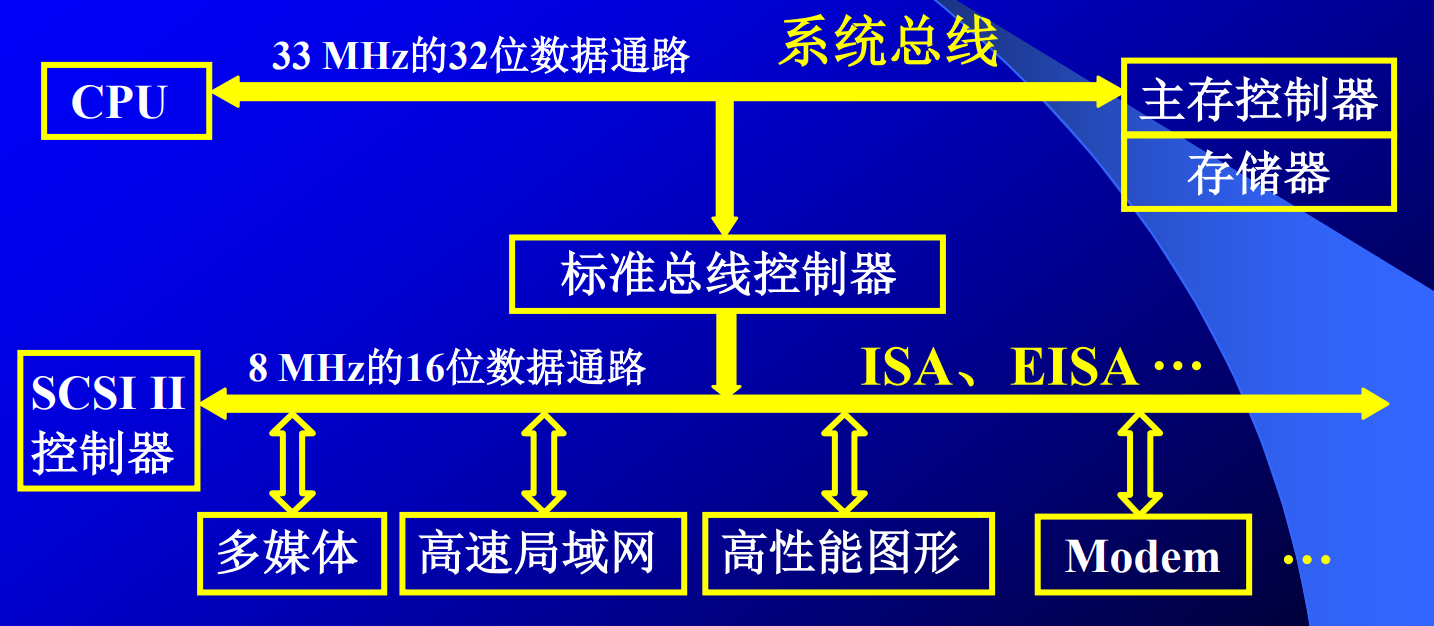 系统总线
33 MHz的32位数据通路
CPU
主存控制器
存储器
标准总线控制器
8 MHz的16位数据通路
ISA、EISA …
SCSI II
控制器
多媒体
高速局域网
高性能图形
Modem
…